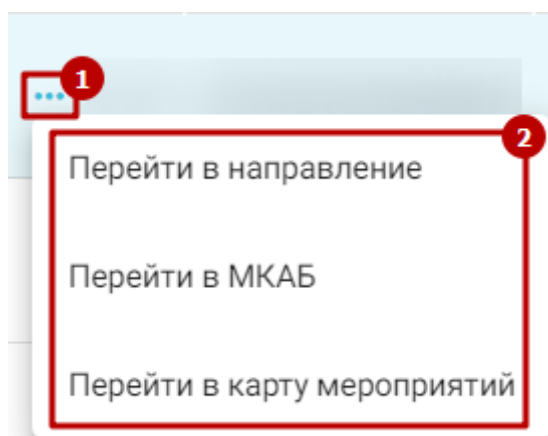 1
2
Перейти в направление
Перейти в МКАБ
Перейти в карту мероприятий